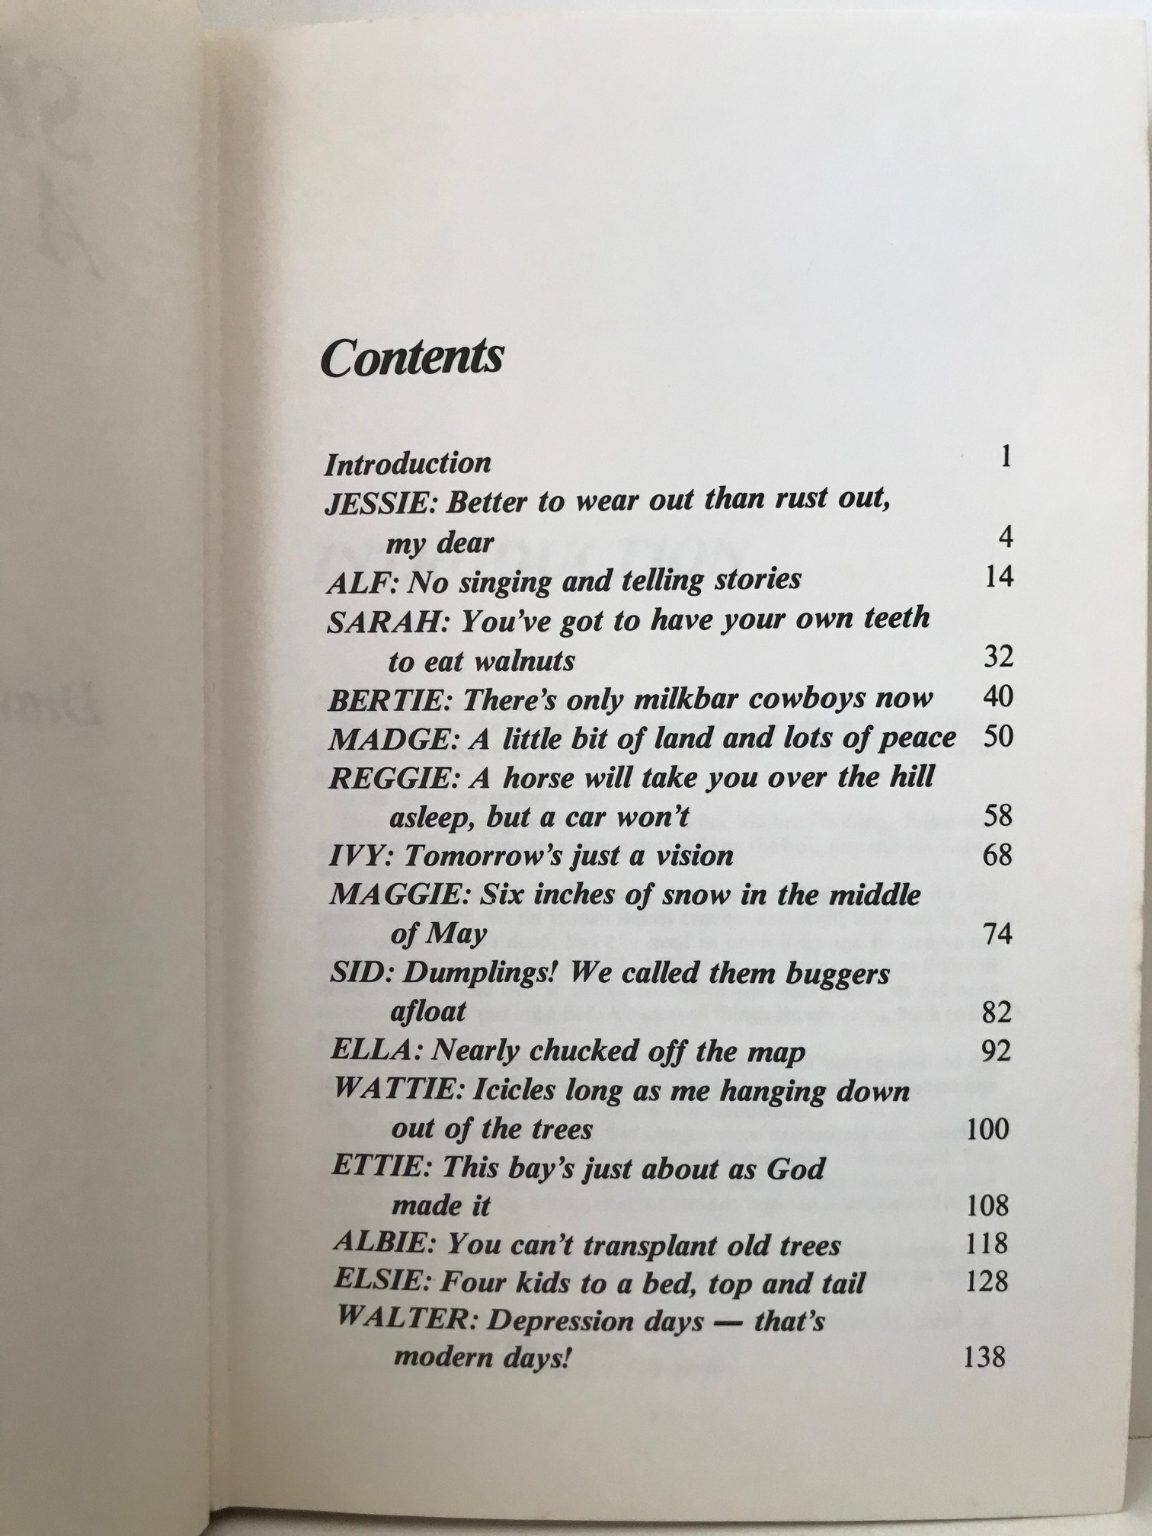 Contents
Introduction 1
JESSIE: Better to wear out than rust out,
my dear 4
ALF: No singing and telling stories 14
SARAH: You've got to have your own teeth
to eat walnuts 32
BERTIE: There's only milkbar cowboys now 40
MADGE: A little bit of land and lots of peace 50
REGGIE: A horse will take you over the hill
asleep, but a car won't 58
IVY: Tomorrow's just a vision 68
MAGGIE: Six inches of snow in the middle
of May 74
SID: Dumplings! We called them buggers
afloat 82
ELLA: Nearly chucked off the map 92
WATTIE: Icicles long as me hanging down
out of the trees 100
ETTIE: This bay's just about as God
made it 108
ALBIE: You can't transplant old trees 118
ELSIE: Four kids to a bed, top and tail 128
WALTER: Depression days — that's
modern days! 138